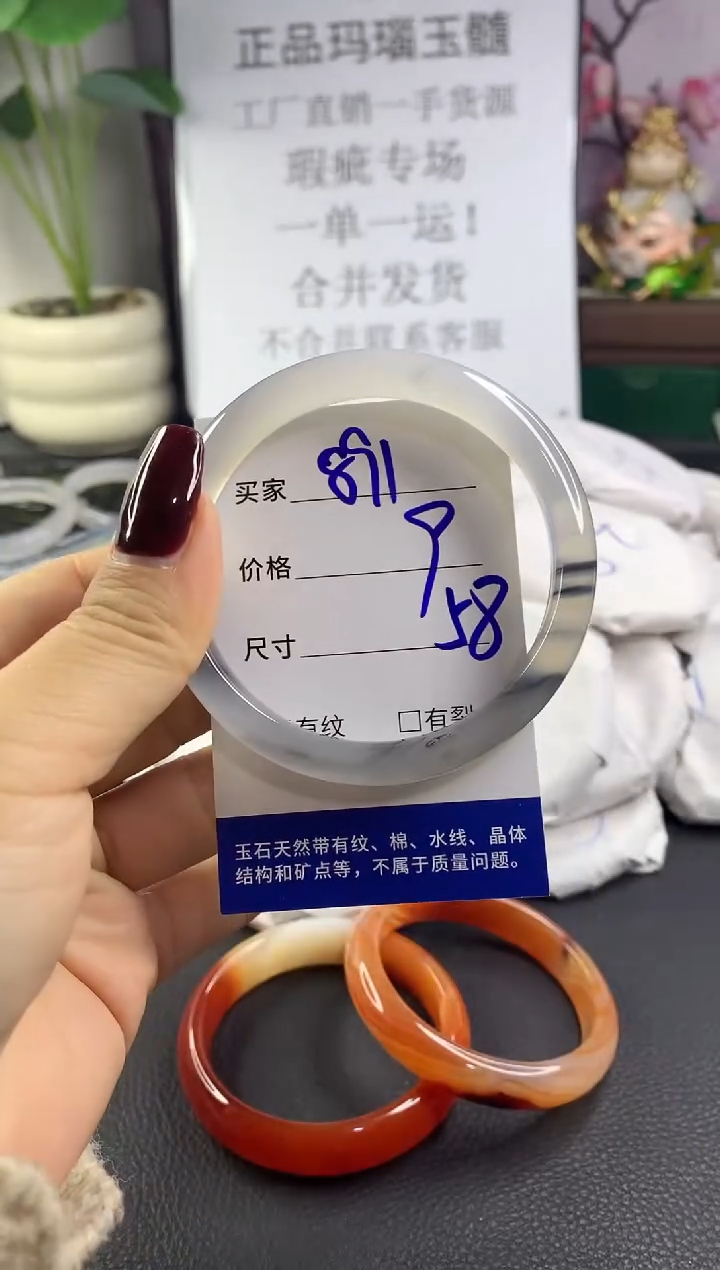 正品玛瑙玉髓
工厂直销一手货源
瑕疵专场
一单一运！
合并发货
不合并联系客服
买家 891
价格 9
尺寸 58
有纹 □有裂
玉石天然带有纹、棉、水线、晶体
结构和矿点等，不属于质量问题。